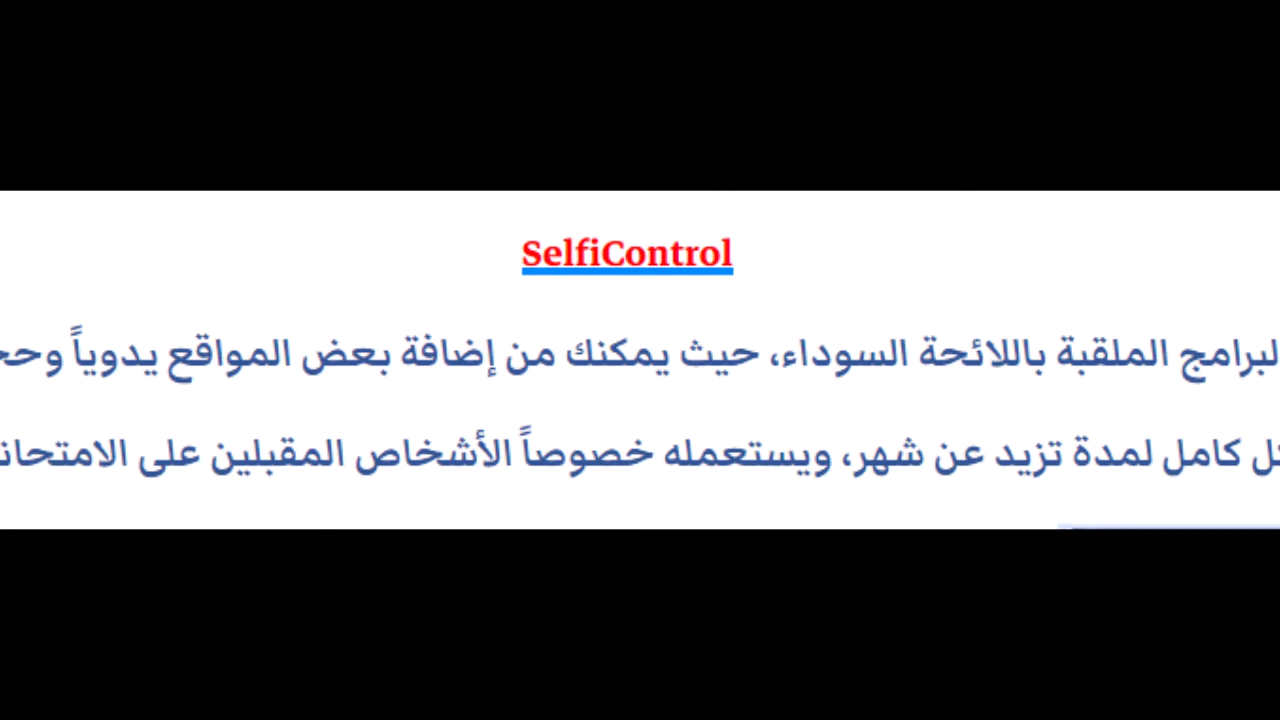 SelfiControl
الملقبة باللائحة السوداء، حيث يمكنك من إضافة بعض المواقع يدوياً
كامل لمدة تزيد عن شهر، ويستعمله خصوصاً الأشخاص المقبلين على